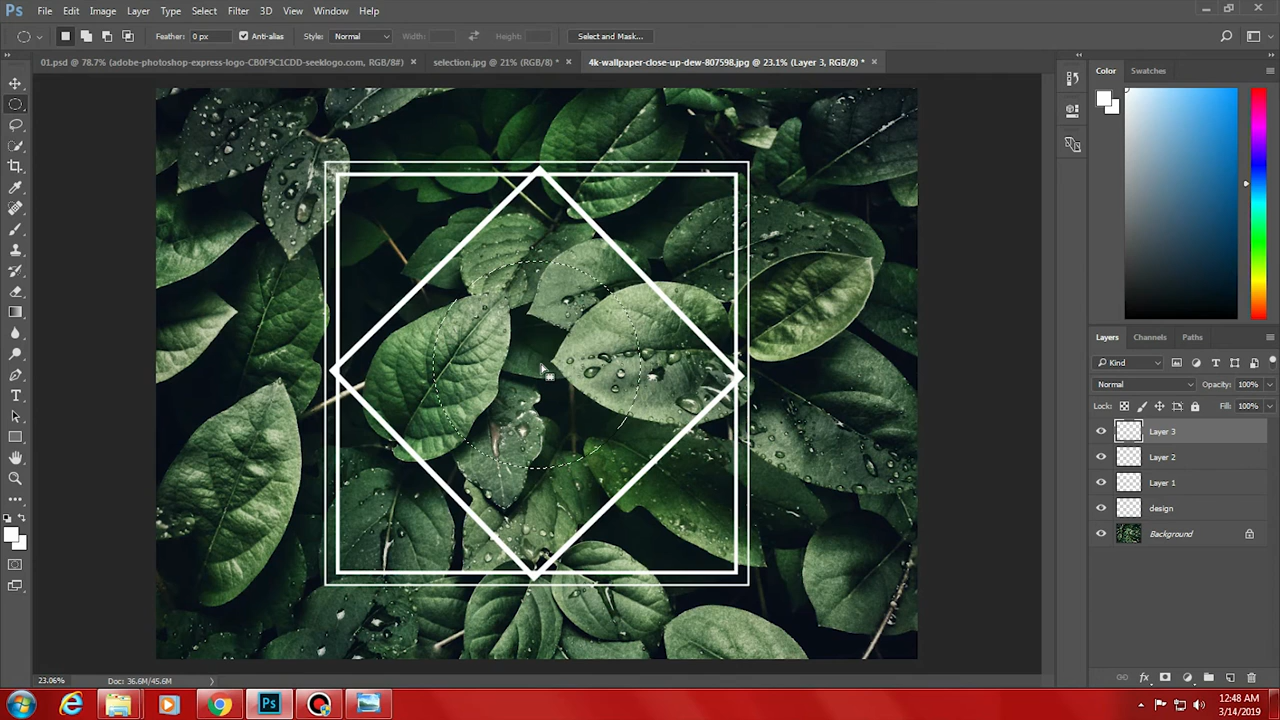 Ps File Edit Image Layer Type Select Filter 3D View Window Help
Feather: 0 px Anti-alias Style: Normal Width: Height: Select and Mask...
01.psd @ 78.7% (adobe-photoshop-express-logo-CB0F9C1CDD-seeklogo.com, RGB/8#) × selection.jpg @ 21% (RGB/8) * × 4k-wallpaper-close-up-dew-807598.jpg @ 23.1% (Layer 3, RGB/8) * ×
Color Swatches
Layers Channels Paths
Kind
Normal Opacity: 100%
Lock: Fill: 100%
Layer 3
Layer 2
Layer 1
design
Background
23.06% Doc: 36.6M/45.6M
Ps
12:48 AM
3/14/2019